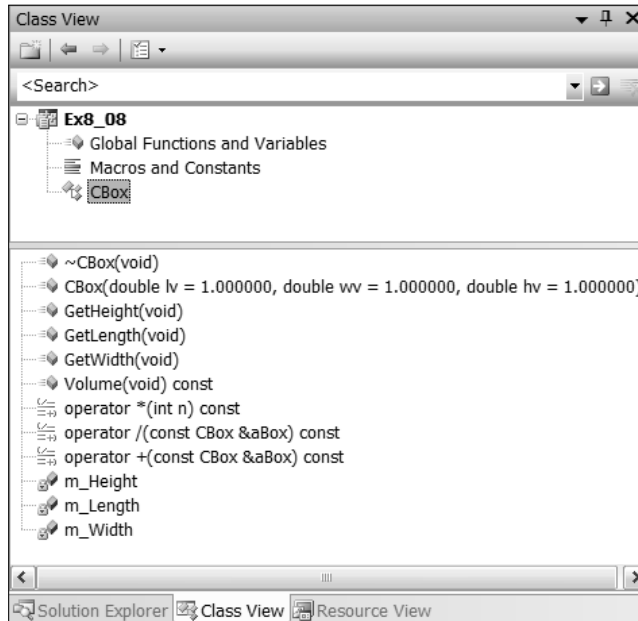 Class View
<Search>
Ex8_08
Global Functions and Variables
Macros and Constants
CBox
~CBox(void)
CBox(double lv = 1.000000, double wv = 1.000000, double hv = 1.000000)
GetHeight(void)
GetLength(void)
GetWidth(void)
Volume(void) const
operator *(int n) const
operator /(const CBox &aBox) const
operator +(const CBox &aBox) const
m_Height
m_Length
m_Width
Solution Explorer Class View Resource View